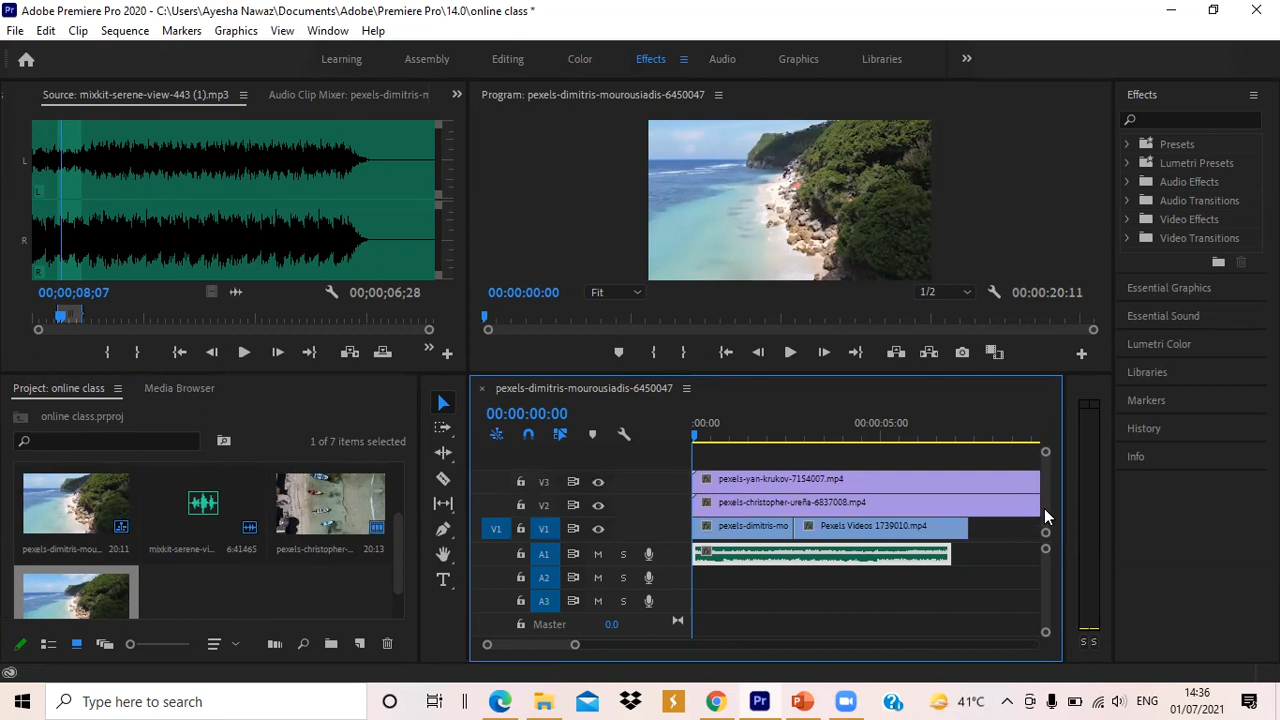 Adobe Premiere Pro 2020 - C:\Users\Ayesha Nawaz\Adobe\Premiere Pro\14.0\online class *
File Edit Clip Sequence Markers Graphics View Window Help
Learning Assembly Editing Color Effects Audio Graphics Libraries
Source: mixkit-serene-view-443 (1).mp3
Audio Clip Mixer: pexels-dimitris-m
Program: pexels-dimitris-mourousiadis-6450047
Effects
L
L
R
R
00;00;08;07
00;00;06;28
00:00:00:00
Fit
1/2
00:00:20:11
Presets
Lumetri Presets
Audio Effects
Audio Transitions
Video Effects
Video Transitions
Essential Graphics
Essential Sound
Lumetri Color
Libraries
Markers
History
Info
Project: online class
Media Browser
online class.prproj
1 of 7 items selected
pexels-dimitris-mou... 20:11
mixkit-serene-vi... 6:41465
pexels-christopher-... 20:13
pexels-dimitris-mourousiadis-6450047
00:00:00:00
:00:00
00:00:05:00
V3 pexels-yan-krukov-7154007.mp4
V2 pexels-christopher-ureña-6837008.mp4
V1 V1 pexels-dimitris-mo Pexels Videos 1739010.mp4
A1 M S
A2 M S
A3 M S
Master 0.0
S S
Type here to search
Pr
41°C
ENG
14:36
01/07/2021